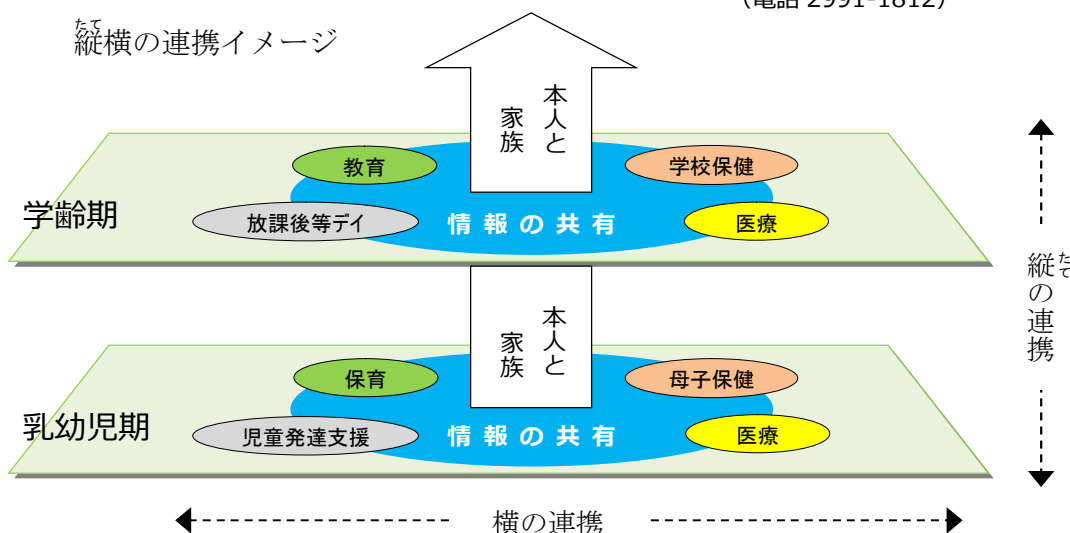 (電話 2991-1812)
縦横の連携イメージ
たて
本人と
家族
教育
学校保健
学齢期
放課後等デイ
情報の共有
医療
縦の連携
たて
本人と
家族
保育
母子保健
乳幼児期
児童発達支援
情報の共有
医療
横の連携